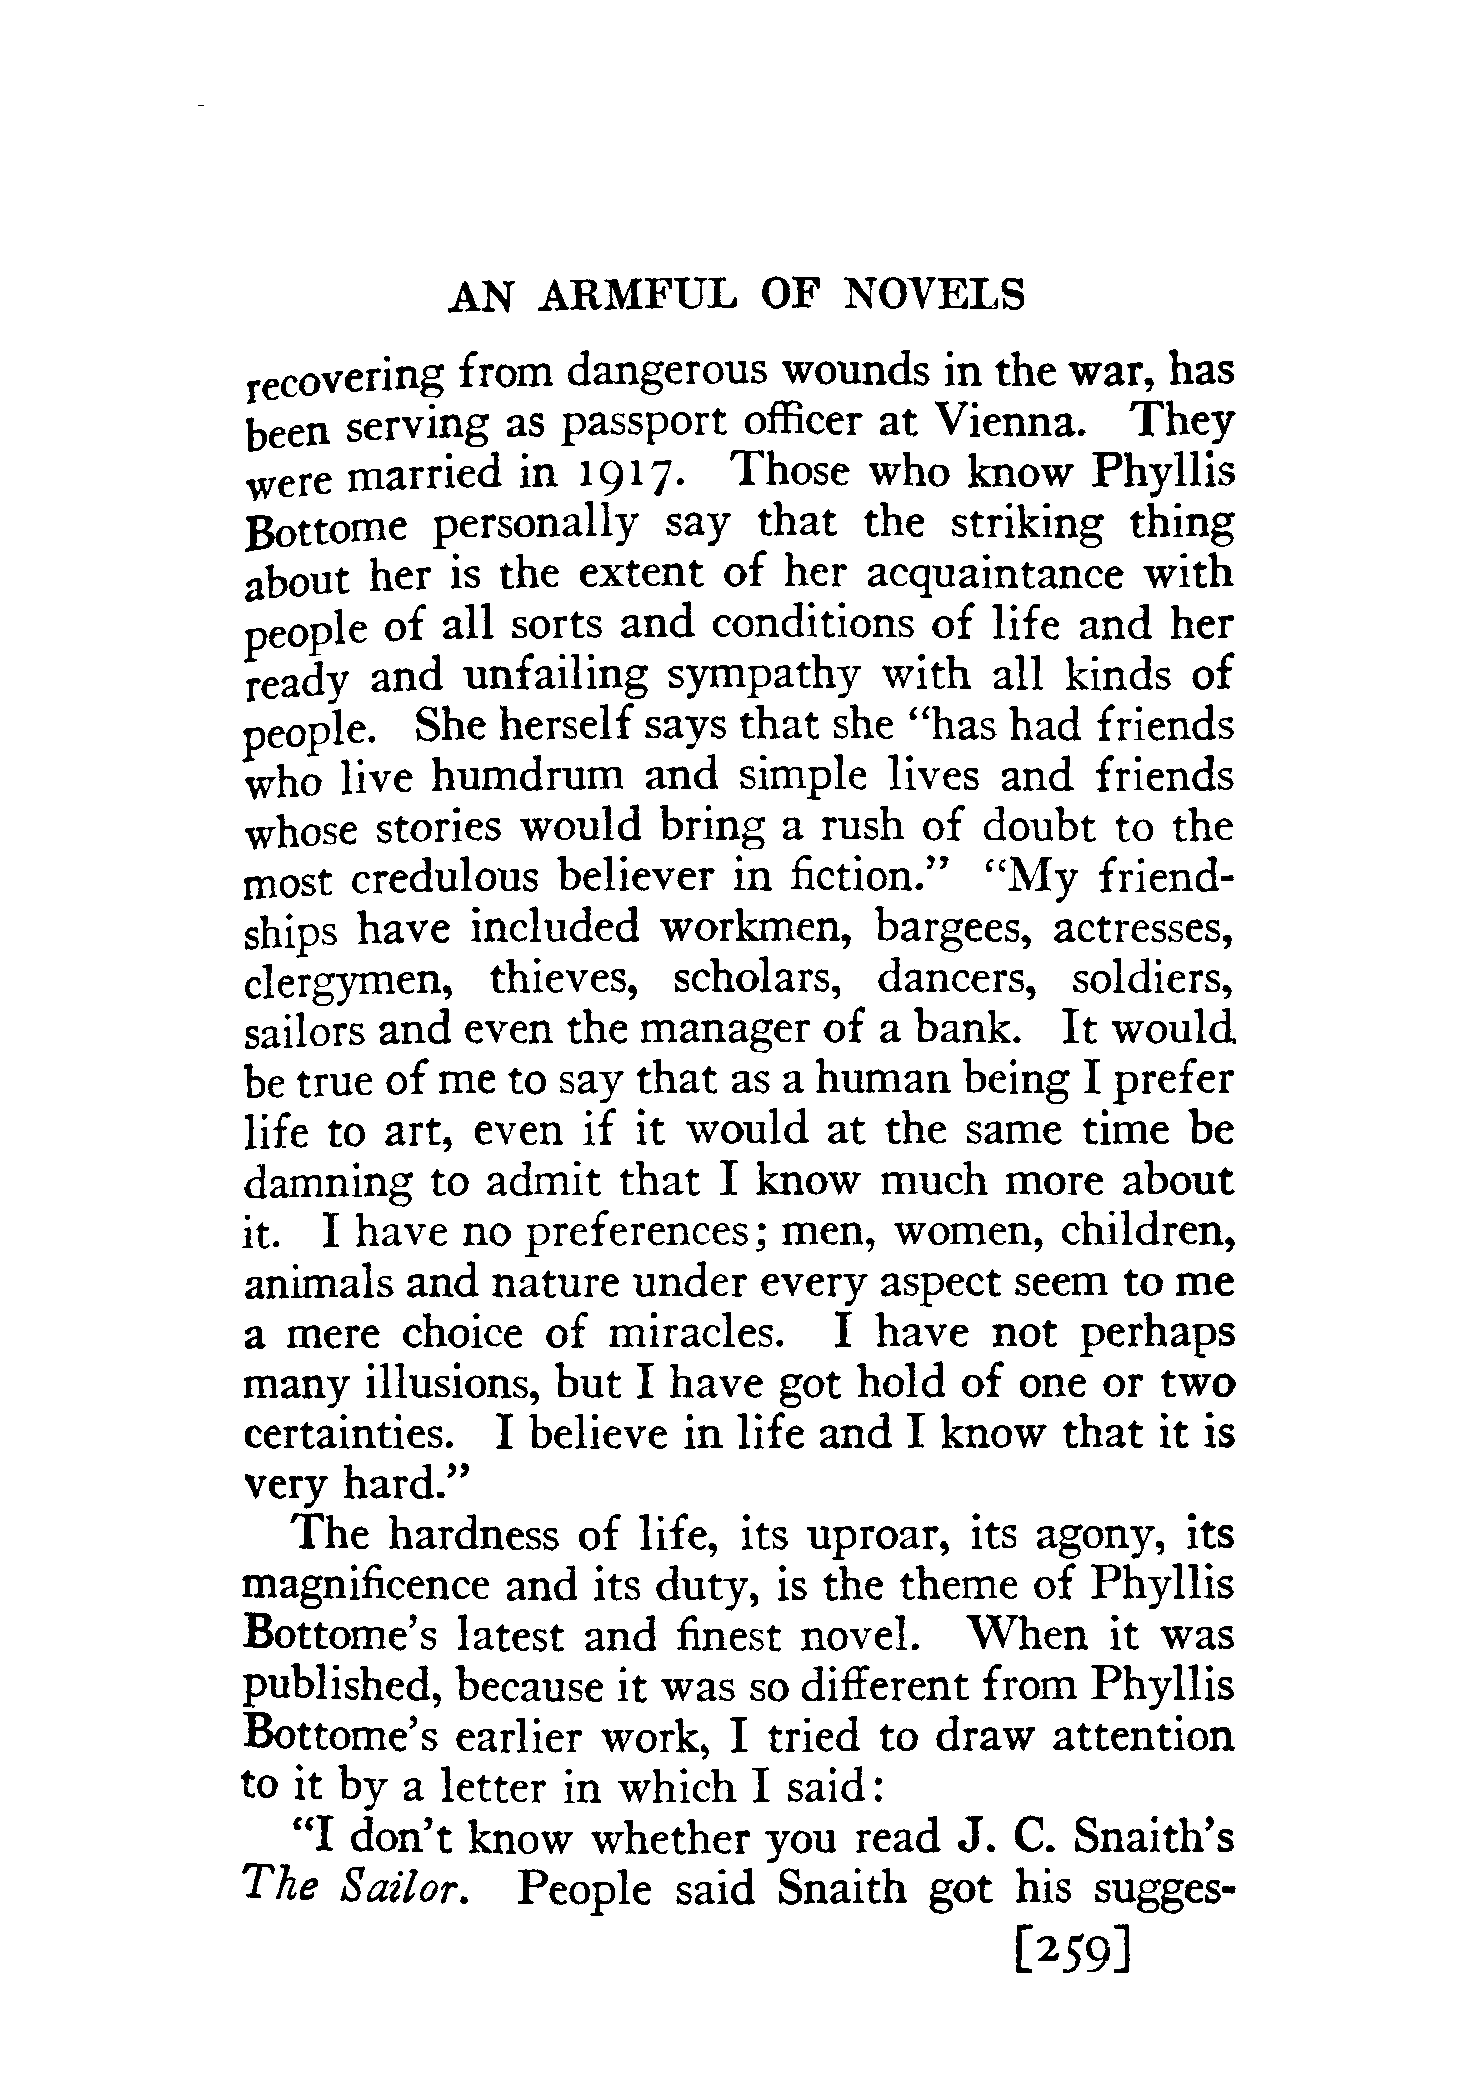 AN ARMFUL OF NOVELS
recovering from dangerous wounds in the war, has
been serving as passport officer at Vienna. They
were married in 1917. Those who know Phyllis
Bottome personally say that the striking thing
about her is the extent of her acquaintance with
people of all sorts and conditions of life and her
ready and unfailing sympathy with all kinds of
people. She herself says that she "has had friends
who live humdrum and simple lives and friends
whose stories would bring a rush of doubt to the
most credulous believer in fiction." "My friend-
ships have included workmen, bargees, actresses,
clergymen, thieves, scholars, dancers, soldiers,
sailors and even the manager of a bank. It would
be true of me to say that as a human being I prefer
life to art, even if it would at the same time be
damning to admit that I know much more about
it. I have no preferences; men, women, children,
animals and nature under every aspect seem to me
a mere choice of miracles. I have not perhaps
many illusions, but I have got hold of one or two
certainties. I believe in life and I know that it is
very hard."
The hardness of life, its uproar, its agony, its
magnificence and its duty, is the theme of Phyllis
Bottome's latest and finest novel. When it was
published, because it was so different from Phyllis
Bottome's earlier work, I tried to draw attention
to it by a letter in which I said:
"I don't know whether you read J. C. Snaith's
The Sailor. People said Snaith got his sugges-
[259]